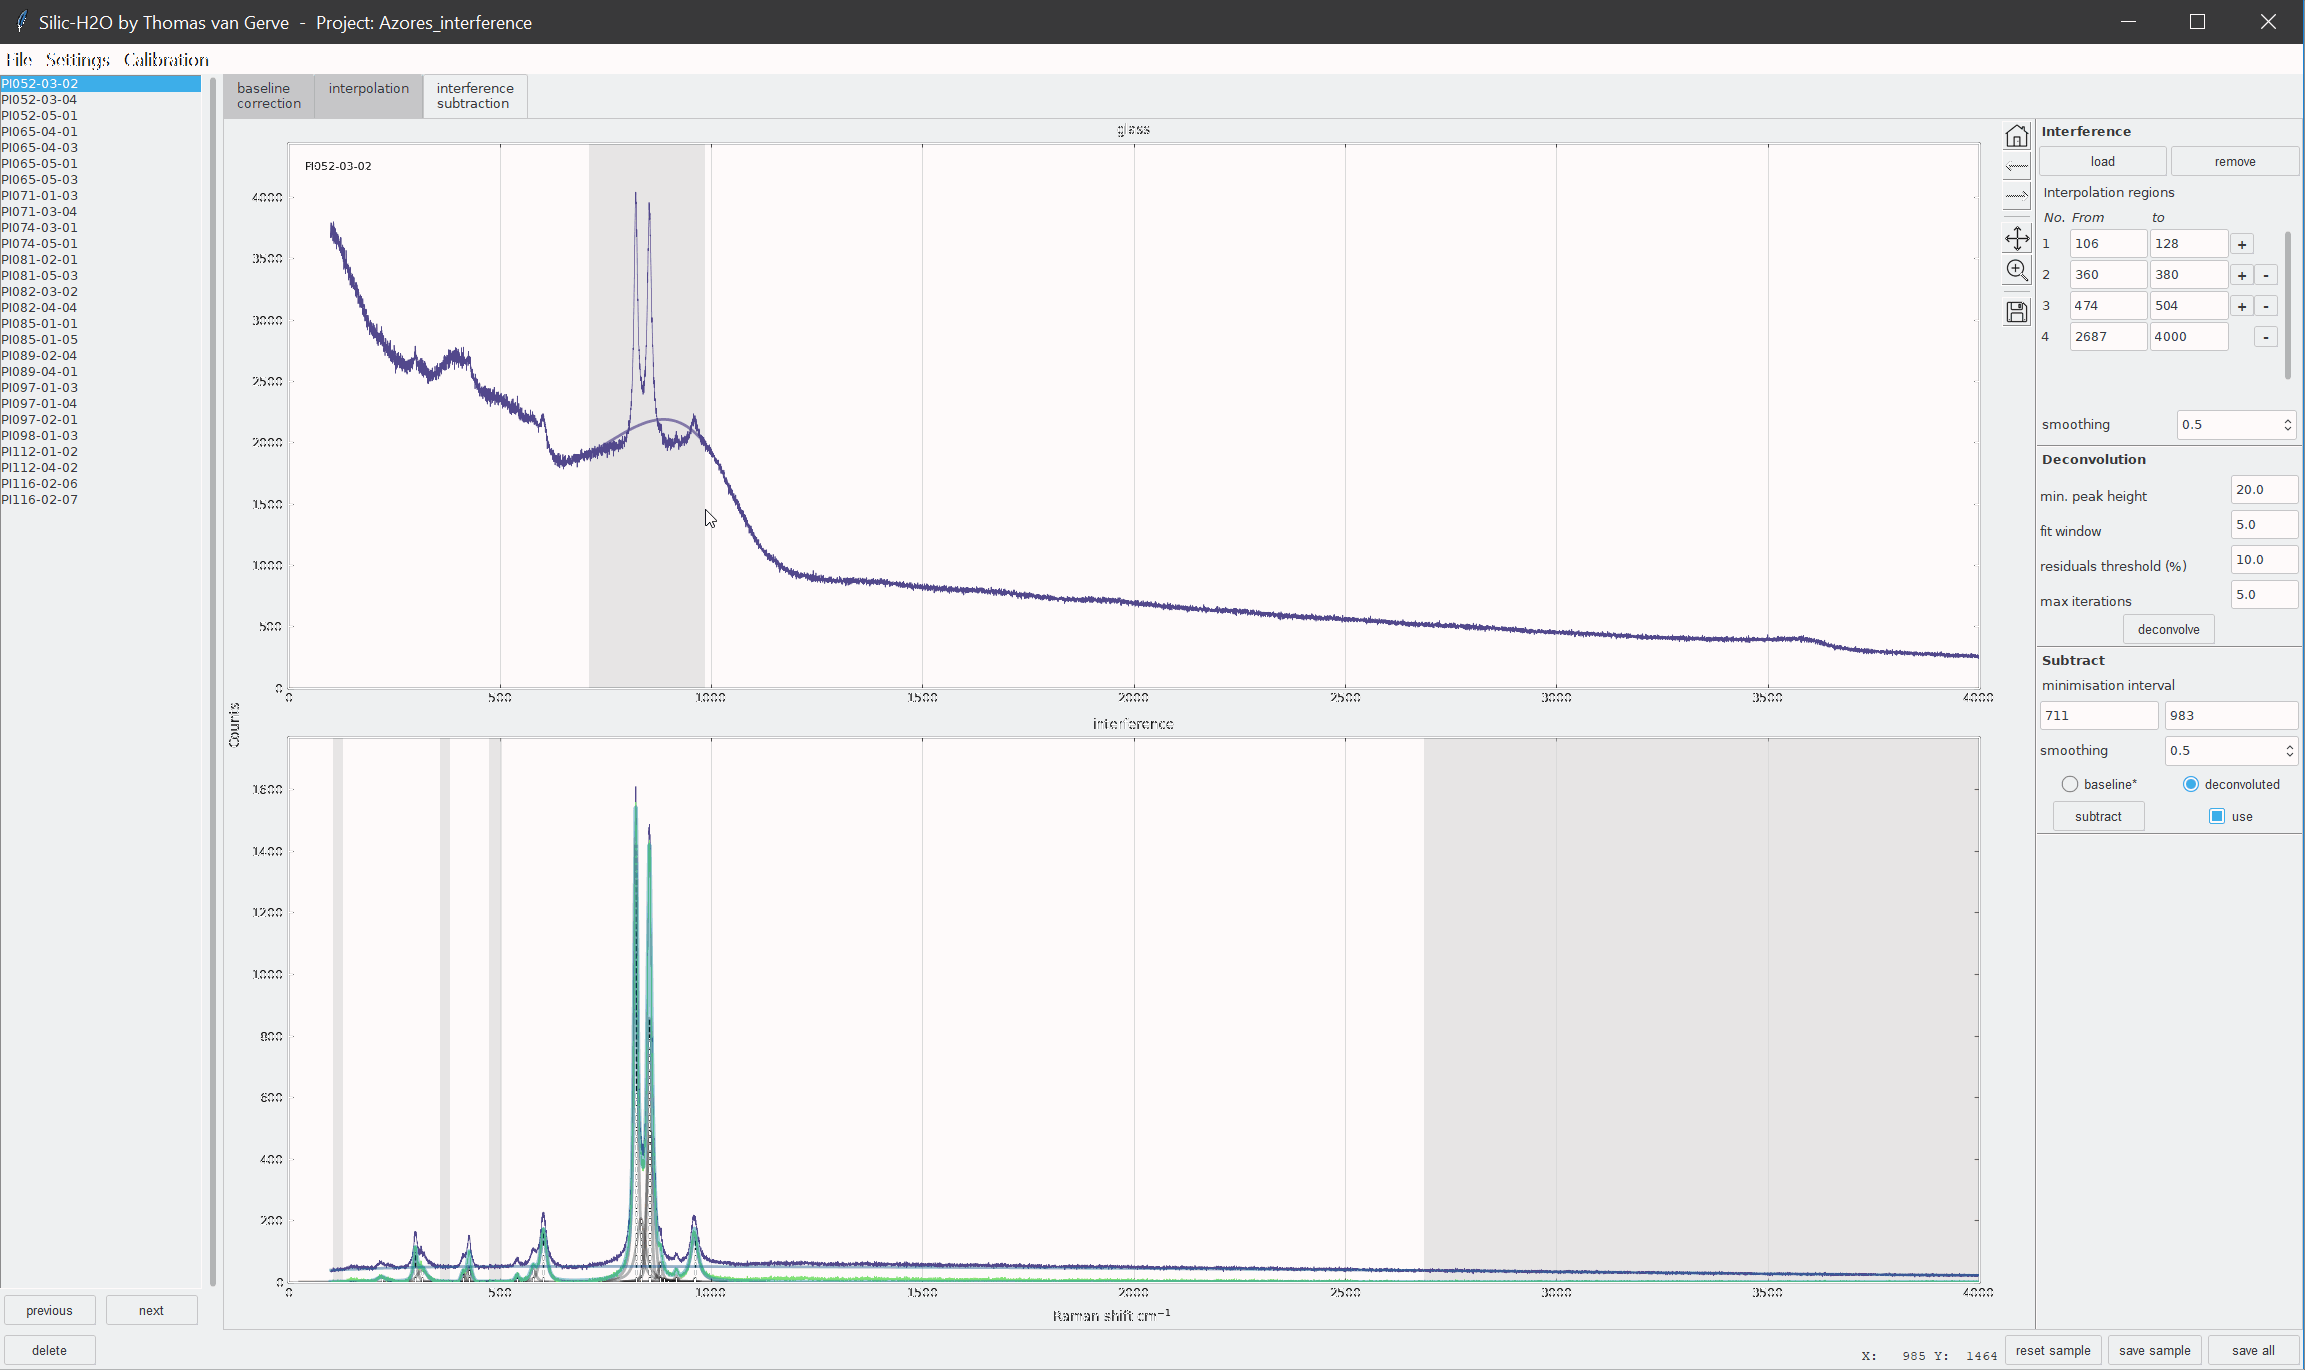 Silic-H2O by Thomas van Gerve - Project: Azores_interference
File Settings Calibration
PI052-03-02
PI052-03-04
PI052-05-01
PI065-04-01
PI065-04-03
PI065-05-01
PI065-05-03
PI071-01-03
PI071-03-04
PI074-03-01
PI074-05-01
PI081-02-01
PI081-05-03
PI082-03-02
PI082-04-04
PI085-01-01
PI085-01-05
PI089-02-04
PI089-04-01
PI097-01-03
PI097-01-04
PI097-02-01
PI098-01-03
PI112-01-02
PI112-04-02
PI116-02-06
PI116-02-07
previous next
delete
baseline correction
interpolation
interference subtraction
glass
PI052-03-02
4000
3500
3000
2500
2000
1500
1000
500
0
0 500 1000 1500 2000 2500 3000 3500 4000
Counts
interference
1600
1400
1200
1000
800
600
400
200
0
0 500 1000 1500 2000 2500 3000 3500 4000
Raman shift cm⁻¹
Interference
load remove
Interpolation regions
No. From to
1 106 128 +
2 360 380 + -
3 474 504 + -
4 2687 4000 -
smoothing 0.5
Deconvolution
min. peak height 20.0
fit window 5.0
residuals threshold (%) 10.0
max iterations 5.0
deconvolve
Subtract
minimisation interval
711 983
smoothing 0.5
baseline* deconvoluted
subtract use
X: 985 Y: 1464 reset sample save sample save all